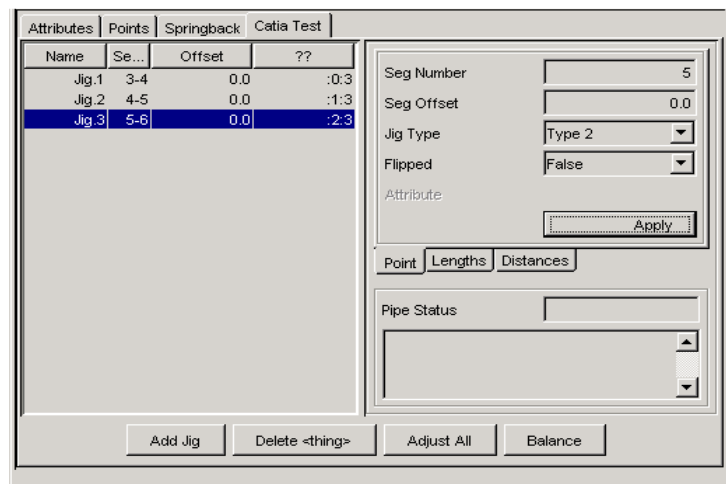 Attributes Points Springback Catia Test
Name Se... Offset ??
Jig.1 3-4 0.0 :0:3
Jig.2 4-5 0.0 :1:3
Jig.3 5-6 0.0 :2:3
Seg Number 5
Seg Offset 0.0
Jig Type Type 2
Flipped False
Attribute
Apply
Point Lengths Distances
Pipe Status
Add Jig Delete <thing> Adjust All Balance